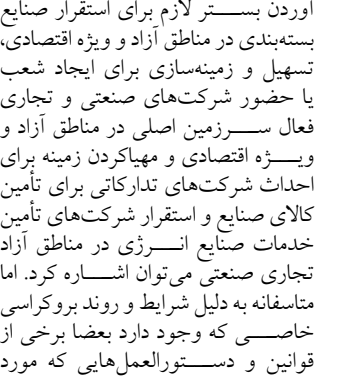 آوردن بستر لازم برای استقرار صنایع
بسته‌بندی در مناطق آزاد و ویژه اقتصادی،
تسهیل و زمینه‌سازی برای ایجاد شعب
یا حضور شرکت‌های صنعتی و تجاری
فعال سرزمین اصلی در مناطق آزاد و
ویژه اقتصادی و مهیاکردن زمینه برای
احداث شرکت‌های تدارکاتی برای تأمین
کالای صنایع و استقرار شرکت‌های تأمین
خدمات صنایع انرژی در مناطق آزاد
تجاری صنعتی می‌توان اشاره کرد. اما
متاسفانه به دلیل شرایط و روند بروکراسی
خاصی که وجود دارد بعضا برخی از
قوانین و دستورالعمل‌هایی که مورد